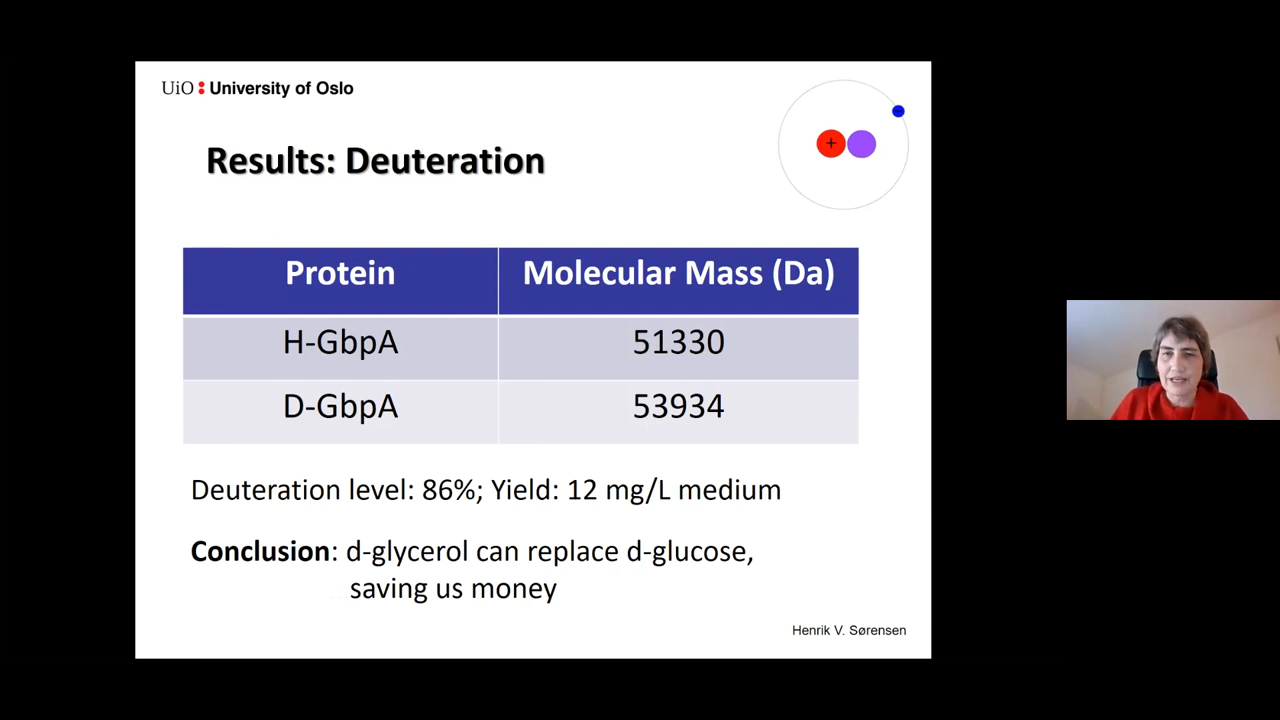 UiO: University of Oslo
Results: Deuteration
+
Protein Molecular Mass (Da)
H-GbpA 51330
D-GbpA 53934
Deuteration level: 86%; Yield: 12 mg/L medium
Conclusion: d-glycerol can replace d-glucose,
saving us money
Henrik V. Sørensen